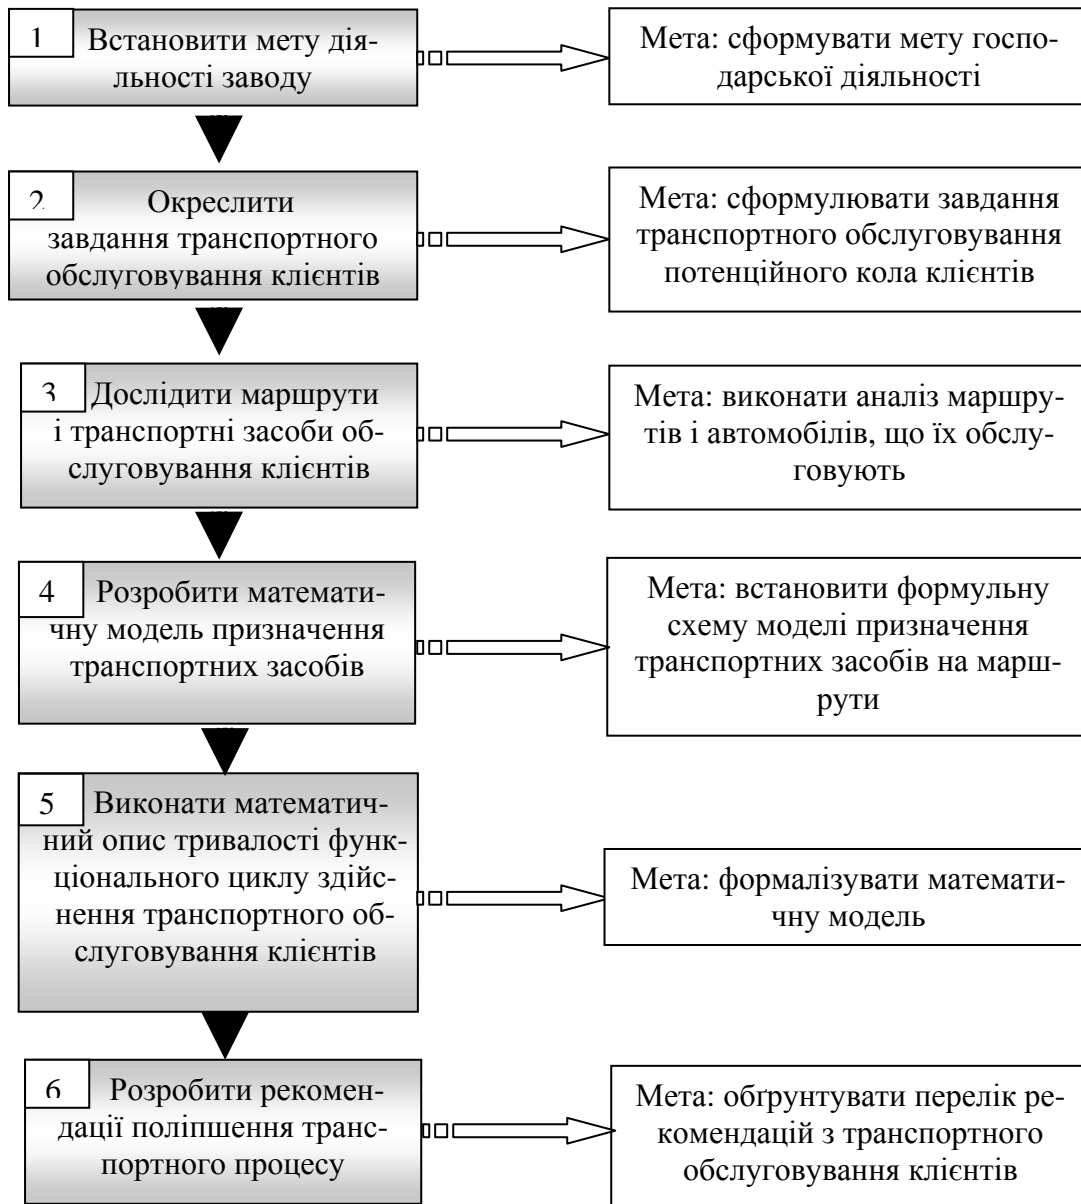 1 Встановити мету дія-
льності заводу
Мета: сформувати мету госпо-
дарської діяльності
2 Окреслити
завдання транспортного
обслуговування клієнтів
Мета: сформулювати завдання
транспортного обслуговування
потенційного кола клієнтів
3 Дослідити маршрути
і транспортні засоби об-
слуговування клієнтів
Мета: виконати аналіз маршру-
тів і автомобілів, що їх обслу-
говують
4 Розробити математи-
чну модель призначення
транспортних засобів
Мета: встановити формульну
схему моделі призначення
транспортних засобів на марш-
рути
5 Виконати математич-
ний опис тривалості функ-
ціонального циклу здійс-
нення транспортного об-
слуговування клієнтів
Мета: формалізувати математи-
чну модель
6 Розробити рекомен-
дації поліпшення транс-
портного процесу
Мета: обґрунтувати перелік ре-
комендацій з транспортного
обслуговування клієнтів